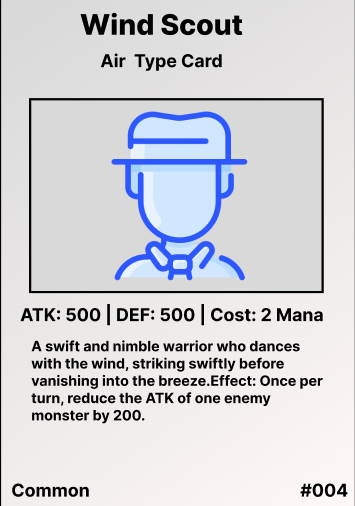 Wind Scout
Air  Type Card
ATK: 500 | DEF: 500 | Cost: 2 Mana
A swift and nimble warrior who dances
with the wind, striking swiftly before
vanishing into the breeze.Effect: Once per
turn, reduce the ATK of one enemy
monster by 200.
Common
#004